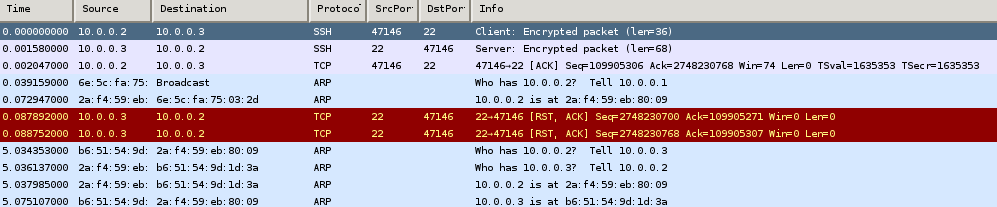 Time Source Destination Protoco SrcPor DstPor Info
0.000000000 10.0.0.2 10.0.0.3 SSH 47146 22 Client: Encrypted packet (len=36)
0.001580000 10.0.0.3 10.0.0.2 SSH 22 47146 Server: Encrypted packet (len=68)
0.002047000 10.0.0.2 10.0.0.3 TCP 47146 22 47146→22 [ACK] Seq=109905306 Ack=2748230768 Win=74 Len=0 TSval=1635353 TSecr=1635353
0.039159000 6e:5c:fa:75: Broadcast ARP Who has 10.0.0.2? Tell 10.0.0.1
0.072947000 2a:f4:59:eb: 6e:5c:fa:75:03:2d ARP 10.0.0.2 is at 2a:f4:59:eb:80:09
0.087892000 10.0.0.3 10.0.0.2 TCP 22 47146 22→47146 [RST, ACK] Seq=2748230700 Ack=109905271 Win=0 Len=0
0.088752000 10.0.0.3 10.0.0.2 TCP 22 47146 22→47146 [RST, ACK] Seq=2748230768 Ack=109905307 Win=0 Len=0
5.034353000 b6:51:54:9d: 2a:f4:59:eb:80:09 ARP Who has 10.0.0.2? Tell 10.0.0.3
5.036137000 2a:f4:59:eb: b6:51:54:9d:1d:3a ARP Who has 10.0.0.3? Tell 10.0.0.2
5.037985000 2a:f4:59:eb: b6:51:54:9d:1d:3a ARP 10.0.0.2 is at 2a:f4:59:eb:80:09
5.075107000 b6:51:54:9d: 2a:f4:59:eb:80:09 ARP 10.0.0.3 is at b6:51:54:9d:1d:3a